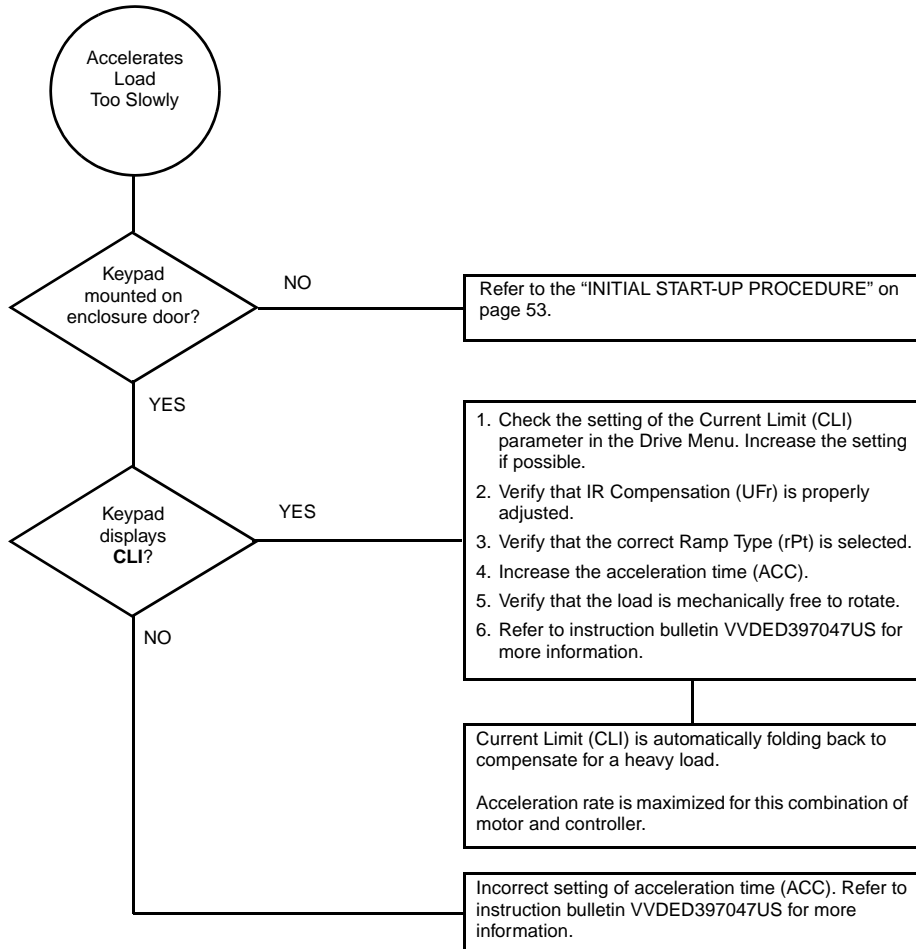 Accelerates
Load
Too Slowly
Keypad
mounted on
enclosure door?
NO
Refer to the “INITIAL START-UP PROCEDURE” on
page 53.
YES
Keypad
displays
CLI?
YES
1. Check the setting of the Current Limit (CLI)
parameter in the Drive Menu. Increase the setting
if possible.
2. Verify that IR Compensation (UFr) is properly
adjusted.
3. Verify that the correct Ramp Type (rPt) is selected.
4. Increase the acceleration time (ACC).
5. Verify that the load is mechanically free to rotate.
6. Refer to instruction bulletin VVDED397047US for
more information.
NO
Current Limit (CLI) is automatically folding back to
compensate for a heavy load.
Acceleration rate is maximized for this combination of
motor and controller.
Incorrect setting of acceleration time (ACC). Refer to
instruction bulletin VVDED397047US for more
information.